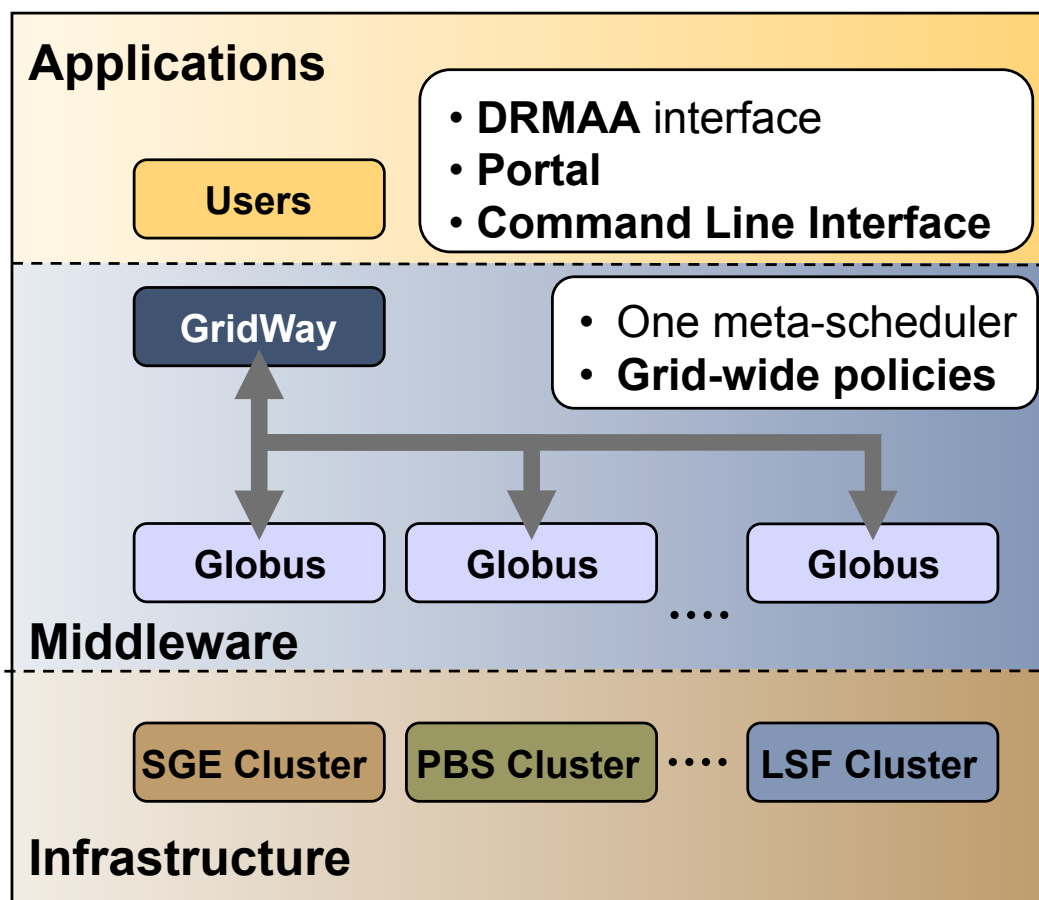 Applications
• DRMAA interface
• Portal
• Command Line Interface
Users
GridWay
• One meta-scheduler
• Grid-wide policies
Globus
Globus
....
Globus
Middleware
SGE Cluster
PBS Cluster
....
LSF Cluster
Infrastructure